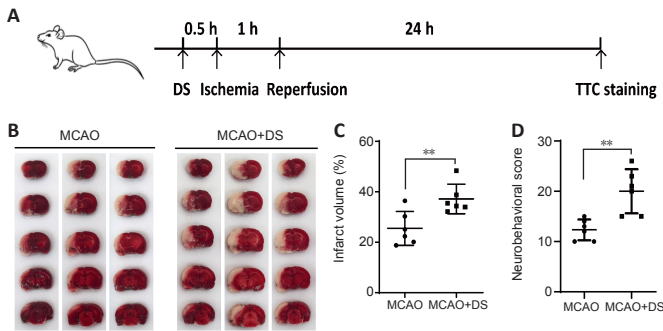 A
0.5 h 1 h 24 h
DS Ischemia Reperfusion TTC staining
B
MCAO MCAO+DS
C
Infarct volume (%)
60
40
20
0
**
MCAO MCAO+DS
D
Neurobehavioral score
30
20
10
0
**
MCAO MCAO+DS